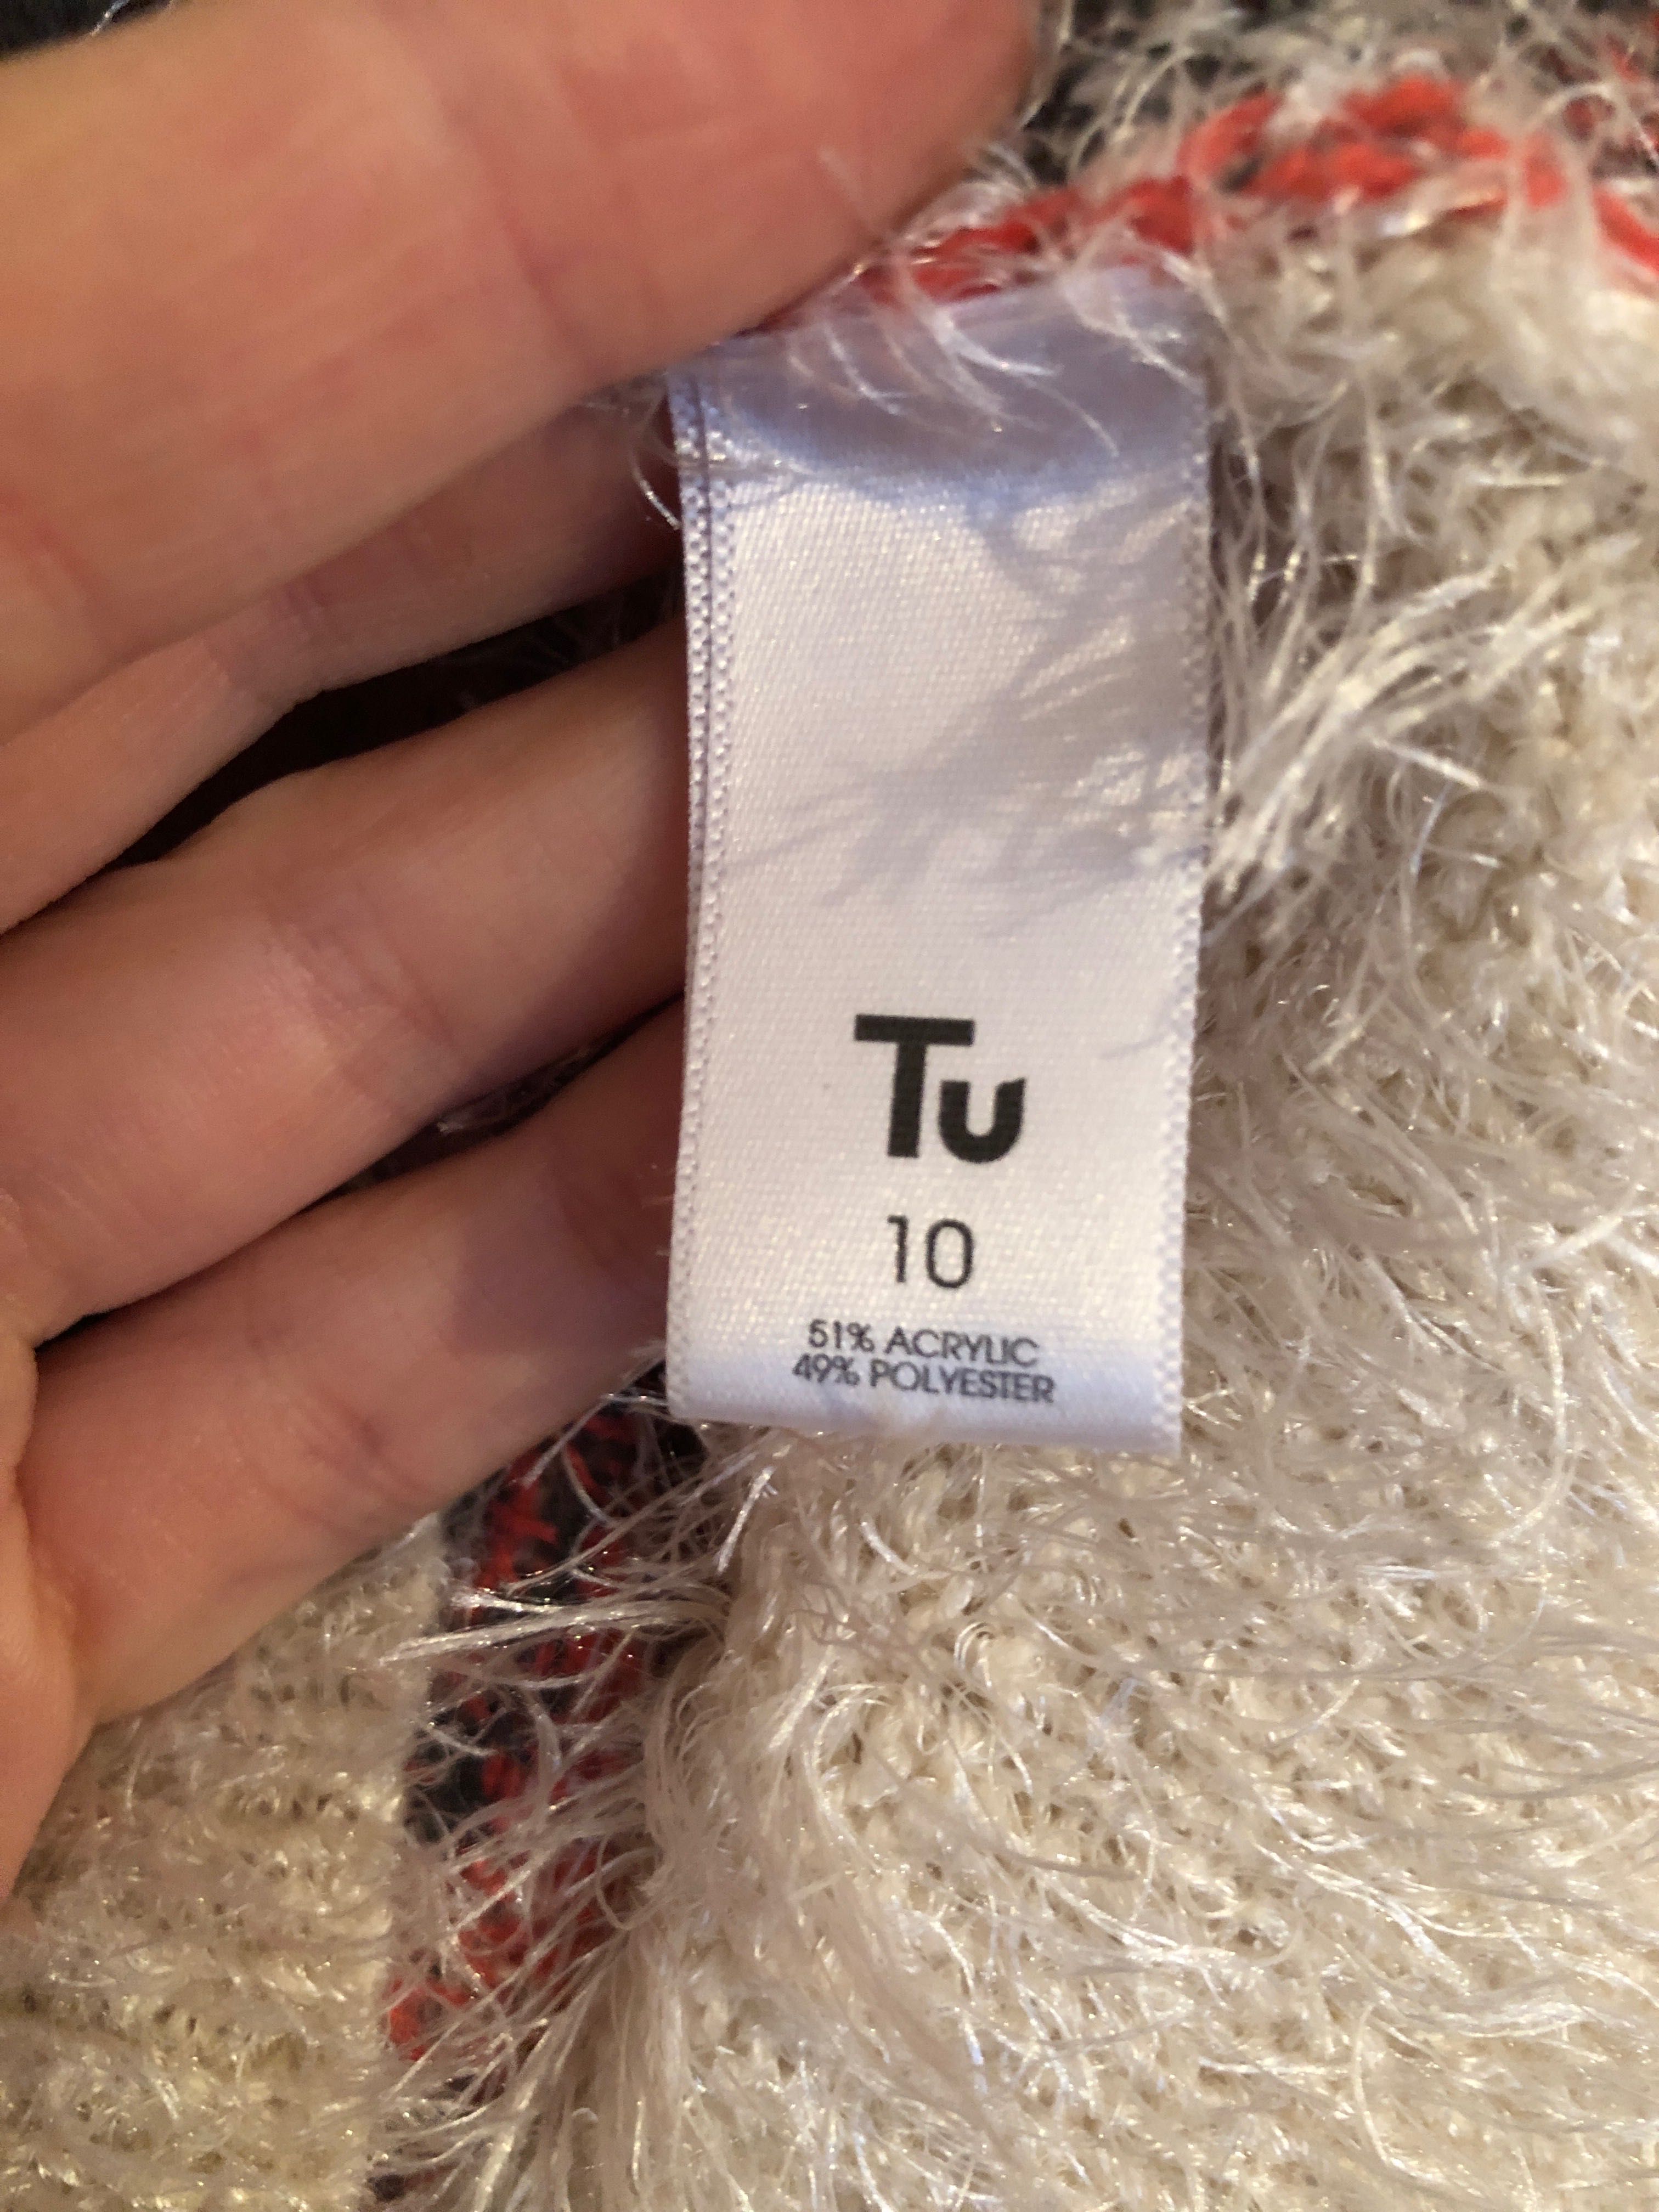 Tu
10
51% ACRYLIC
49% POLYESTER